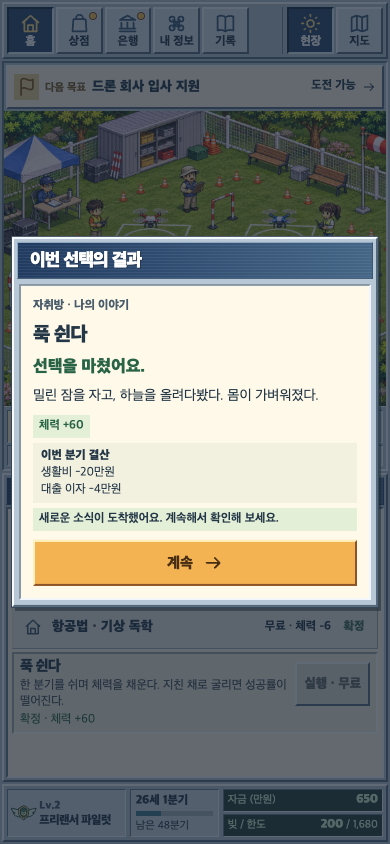 홈
상점
은행
내 정보
기록
현장
지도
다음 목표 드론 회사 입사 지원 도전 가능 →
이번 선택의 결과
자취방 · 나의 이야기
푹 쉰다
선택을 마쳤어요.
밀린 잠을 자고, 하늘을 올려다봤다. 몸이 가벼워졌다.
체력 +60
이번 분기 결산
생활비 -20만원
대출 이자 -4만원
새로운 소식이 도착했어요. 계속해서 확인해 보세요.
계속 →
항공법 · 기상 독학 무료 · 체력 -6 확정
푹 쉰다
한 분기를 쉬며 체력을 채운다. 지친 채로 굴리면 성공률이
떨어진다.
확정 · 체력 +60
실행 · 무료
Lv.2
프리랜서 파일럿
26세 1분기
남은 48분기
자금 (만원) 650
빚 / 한도 200 / 1,680